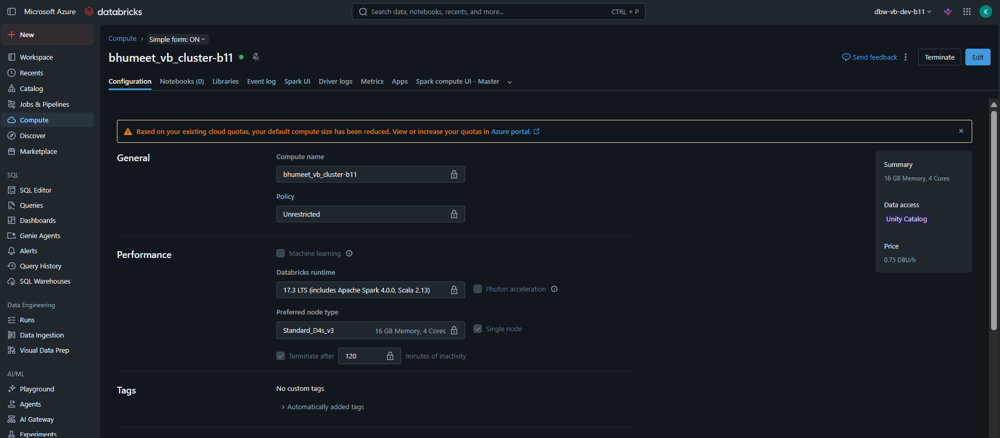 Microsoft Azure databricks
Search data, notebooks, recents, and more... CTRL + P
dbw-vb-dev-b11
K
New
Workspace
Recents
Catalog
Jobs & Pipelines
Compute
Discover
Marketplace
SQL
SQL Editor
Queries
Dashboards
Genie Agents
Alerts
Query History
SQL Warehouses
Data Engineering
Runs
Data Ingestion
Visual Data Prep
AI/ML
Playground
Agents
AI Gateway
Experiments
Compute › Simple form: ON
bhumeet_vb_cluster-b11
Send feedback Terminate Edit
Configuration Notebooks (0) Libraries Event log Spark UI Driver logs Metrics Apps Spark compute UI - Master
Based on your existing cloud quotas, your default compute size has been reduced. View or increase your quotas in Azure portal.
General
Compute name
bhumeet_vb_cluster-b11
Policy
Unrestricted
Performance
Machine learning
Databricks runtime
17.3 LTS (includes Apache Spark 4.0.0, Scala 2.13)
Photon acceleration
Preferred node type
Standard_D4s_v3 16 GB Memory, 4 Cores
Single node
Terminate after 120 minutes of inactivity
Tags
No custom tags
Automatically added tags
Summary
16 GB Memory, 4 Cores
Data access
Unity Catalog
Price
0.75 DBU/h